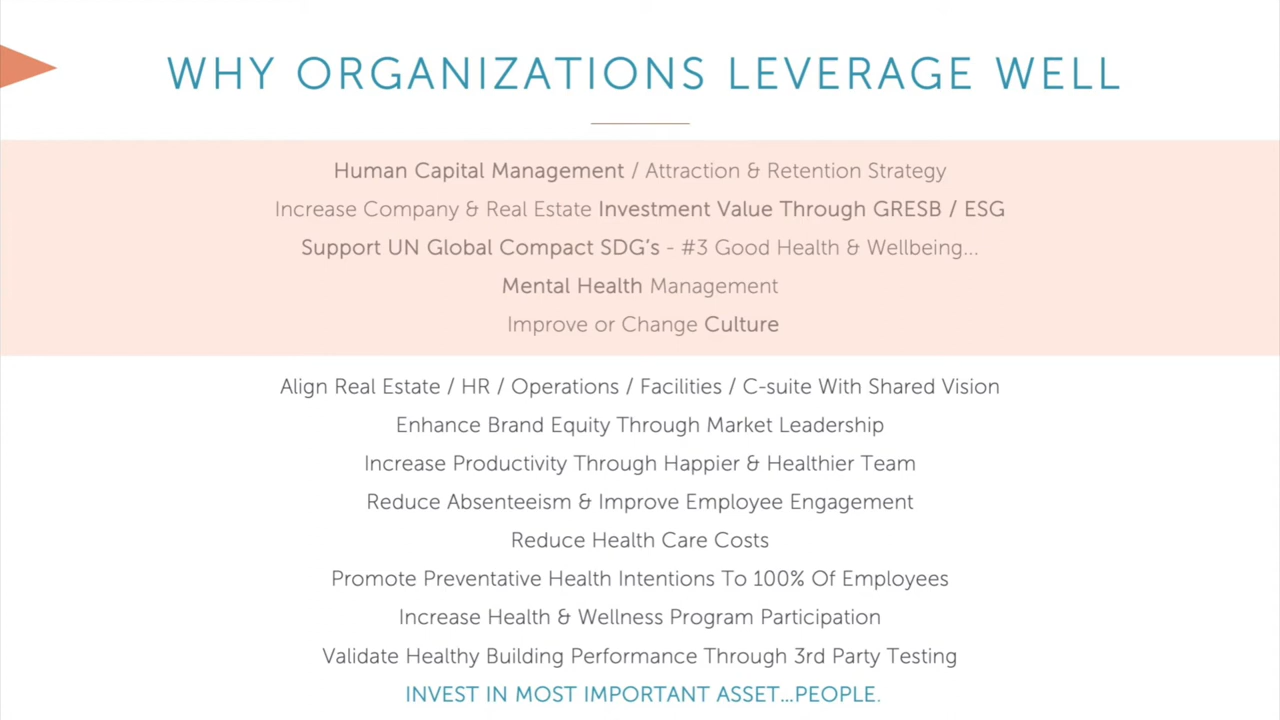 WHY ORGANIZATIONS LEVERAGE WELL
Human Capital Management / Attraction & Retention Strategy
Increase Company & Real Estate Investment Value Through GRESB / ESG
Support UN Global Compact SDG's - #3 Good Health & Wellbeing...
Mental Health Management
Improve or Change Culture
Align Real Estate / HR / Operations / Facilities / C-suite With Shared Vision
Enhance Brand Equity Through Market Leadership
Increase Productivity Through Happier & Healthier Team
Reduce Absenteeism & Improve Employee Engagement
Reduce Health Care Costs
Promote Preventative Health Intentions To 100% Of Employees
Increase Health & Wellness Program Participation
Validate Healthy Building Performance Through 3rd Party Testing
INVEST IN MOST IMPORTANT ASSET...PEOPLE.